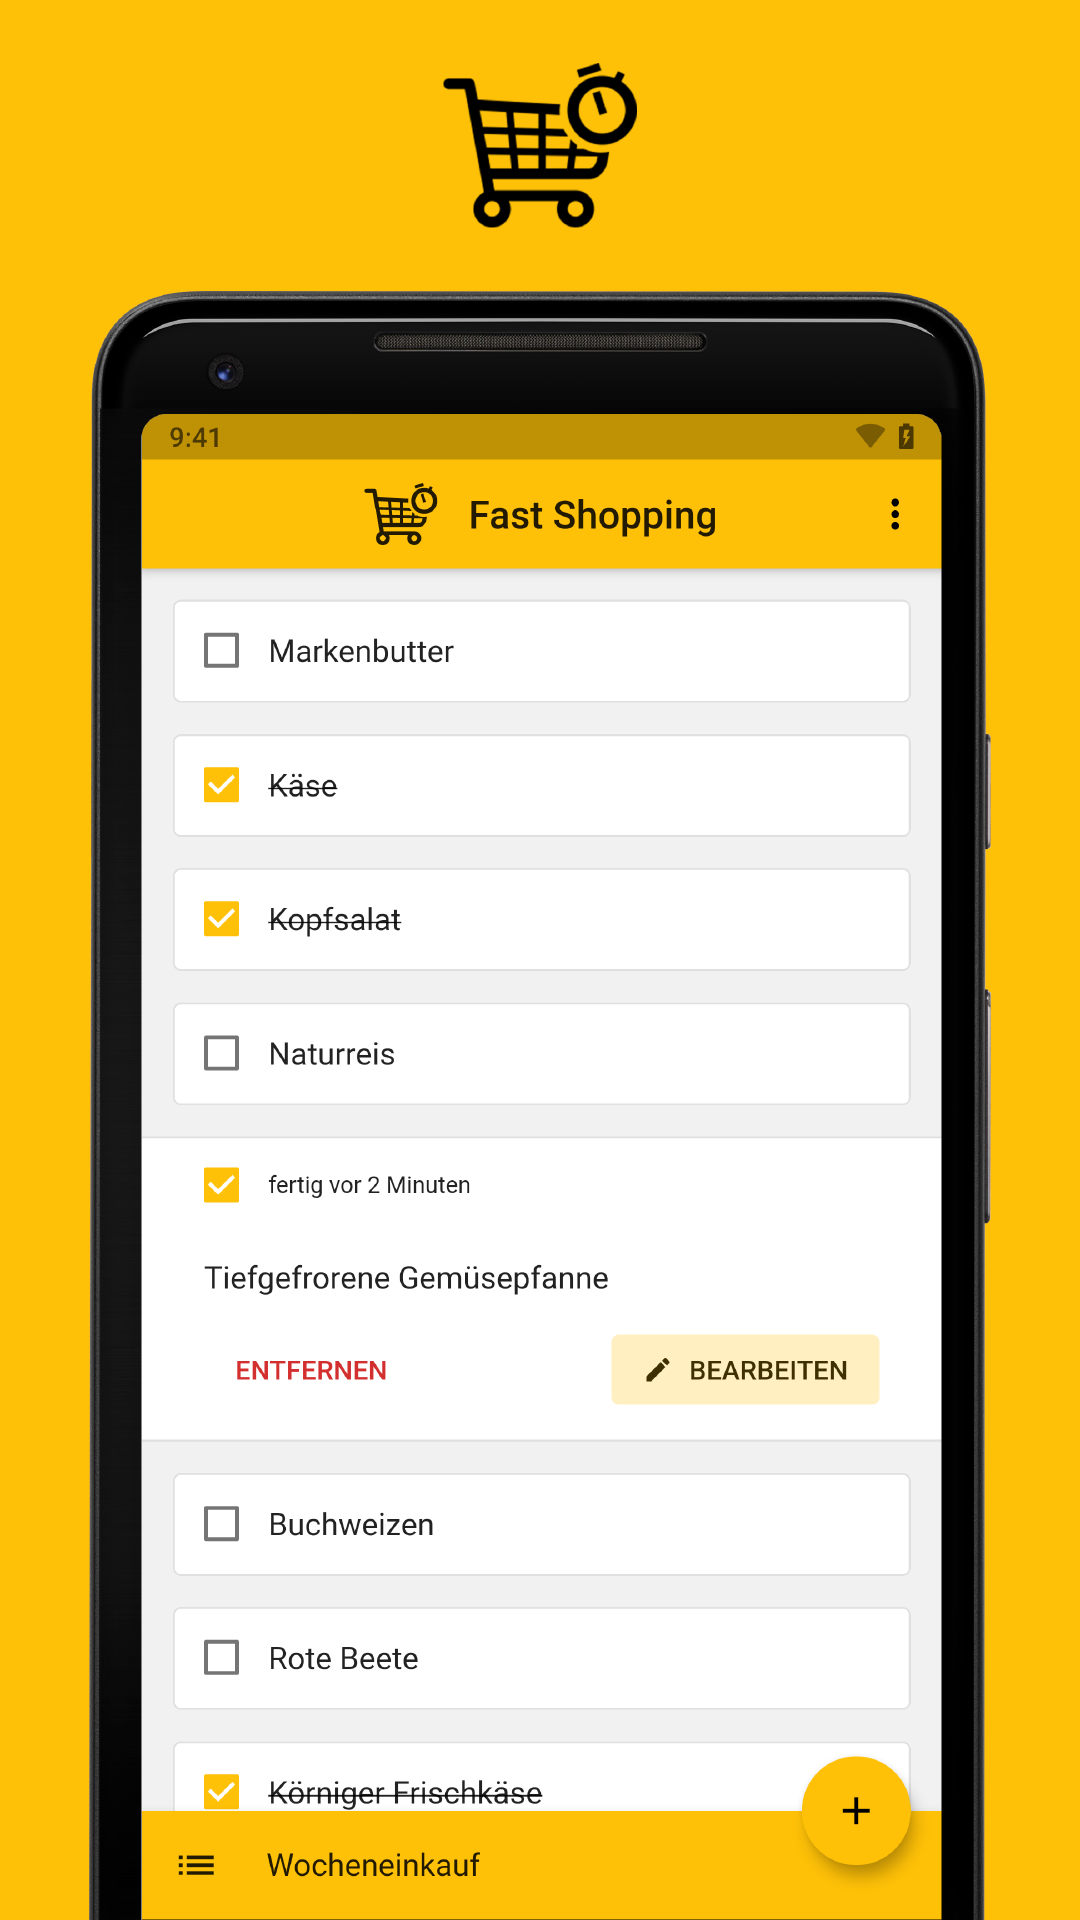 9:41
Fast Shopping
Markenbutter
Käse
Kopfsalat
Naturreis
fertig vor 2 Minuten
Tiefgefrorene Gemüsepfanne
ENTFERNEN
BEARBEITEN
Buchweizen
Rote Beete
Körniger Frischkäse
Wocheneinkauf